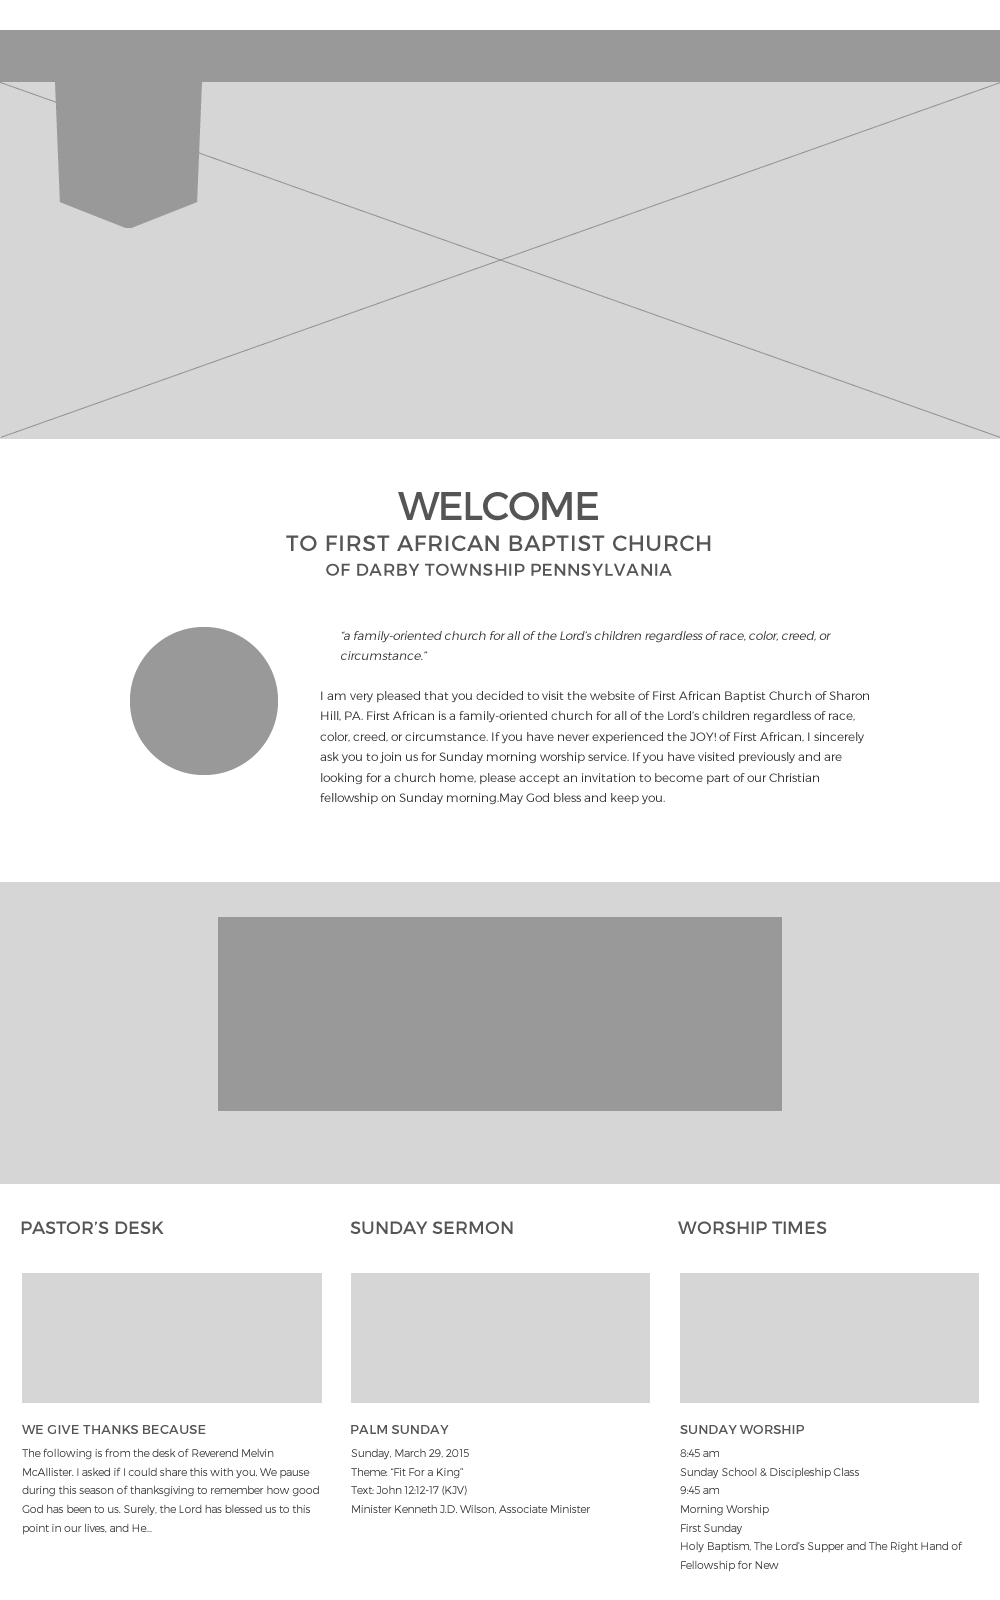 WELCOME
TO FIRST AFRICAN BAPTIST CHURCH
OF DARBY TOWNSHIP PENNSYLVANIA
“a family-oriented church for all of the Lord’s children regardless of race, color, creed, or
circumstance.”
I am very pleased that you decided to visit the website of First African Baptist Church of Sharon
Hill, PA. First African is a family-oriented church for all of the Lord’s children regardless of race,
color, creed, or circumstance. If you have never experienced the JOY! of First African, I sincerely
ask you to join us for Sunday morning worship service. If you have visited previously and are
looking for a church home, please accept an invitation to become part of our Christian
fellowship on Sunday morning.May God bless and keep you.
PASTOR’S DESK
WE GIVE THANKS BECAUSE
The following is from the desk of Reverend Melvin
McAllister. I asked if I could share this with you. We pause
during this season of thanksgiving to remember how good
God has been to us. Surely, the Lord has blessed us to this
point in our lives, and He...
SUNDAY SERMON
PALM SUNDAY
Sunday, March 29, 2015
Theme: “Fit For a King”
Text: John 12:12-17 (KJV)
Minister Kenneth J.D. Wilson, Associate Minister
WORSHIP TIMES
SUNDAY WORSHIP
8:45 am
Sunday School & Discipleship Class
9:45 am
Morning Worship
First Sunday
Holy Baptism, The Lord’s Supper and The Right Hand of
Fellowship for New